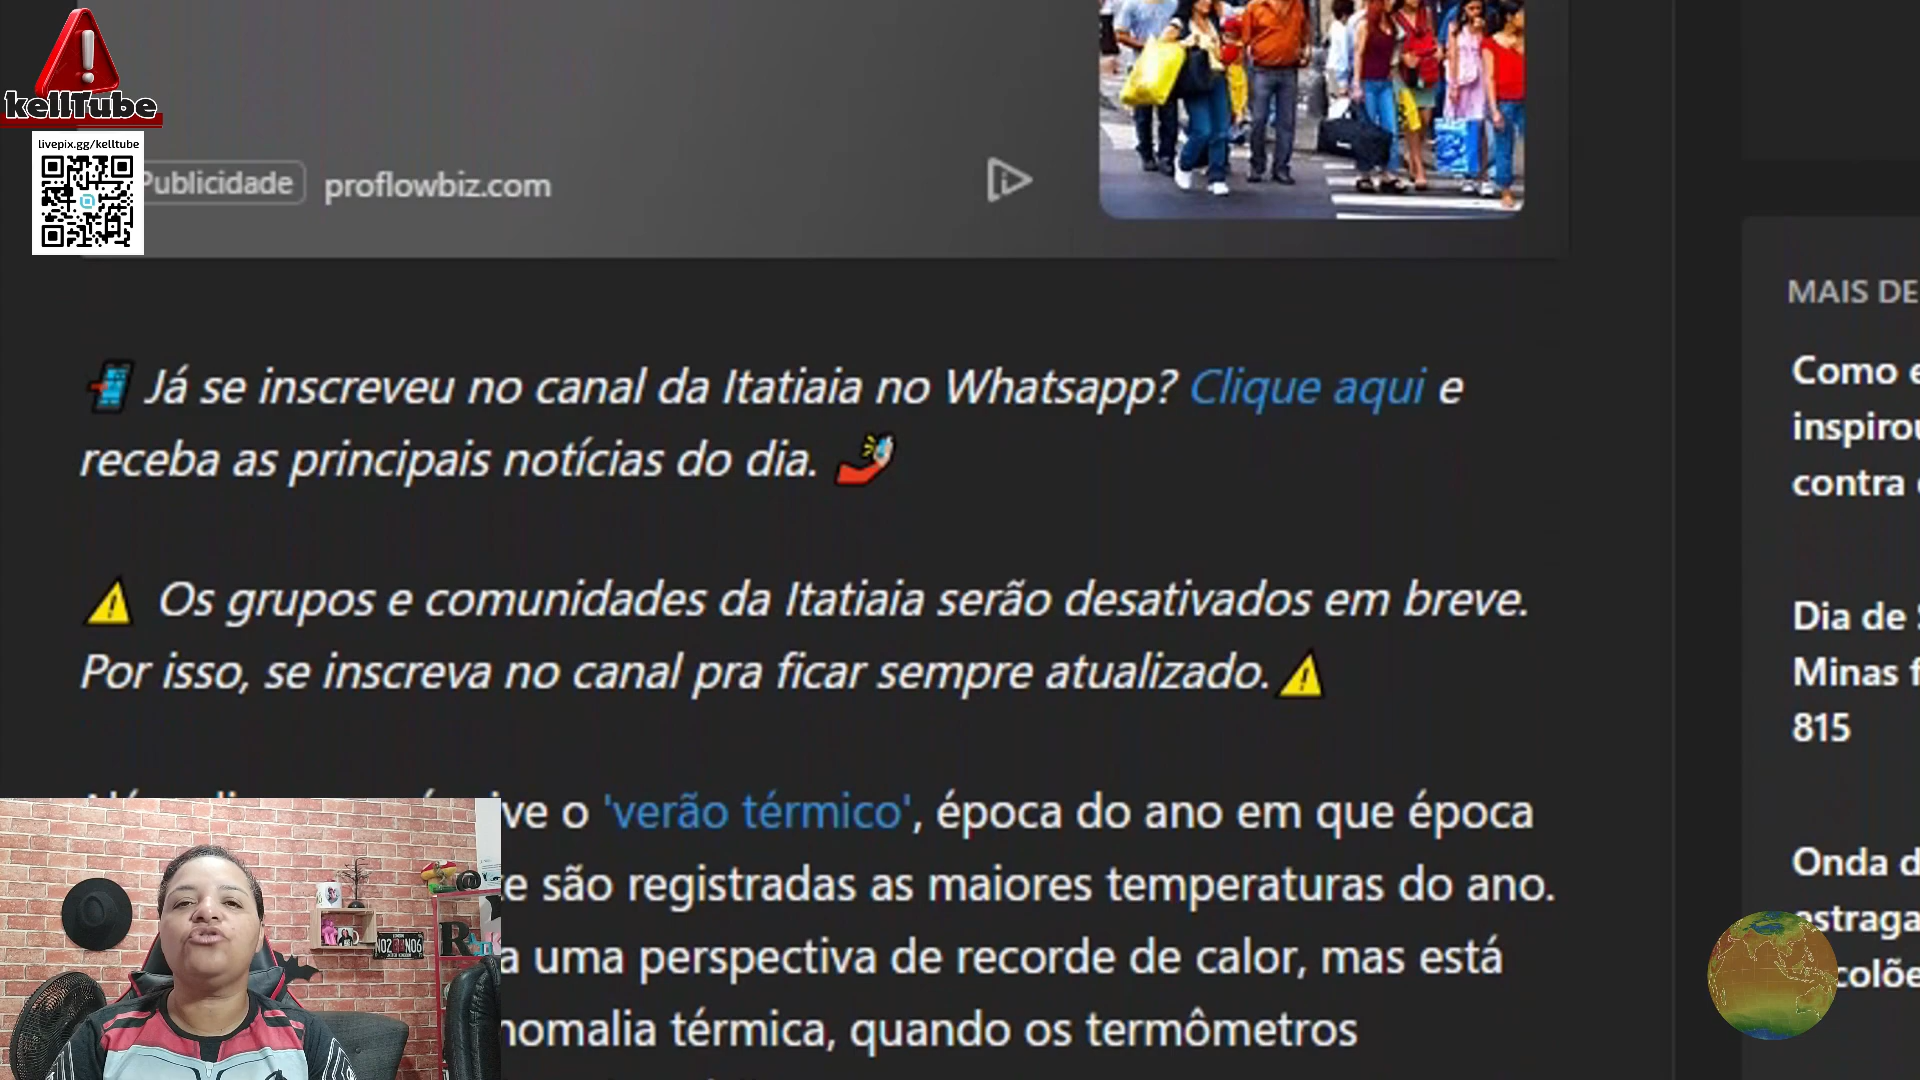 kellTube
livepix.gg/kelltube
Publicidade proflowbiz.com
📲 Já se inscreveu no canal da Itatiaia no Whatsapp? Clique aqui e
receba as principais notícias do dia. 🤳
⚠️ Os grupos e comunidades da Itatiaia serão desativados em breve.
Por isso, se inscreva no canal pra ficar sempre atualizado.⚠️
ve o 'verão térmico', época do ano em que época
e são registradas as maiores temperaturas do ano.
a uma perspectiva de recorde de calor, mas está
nomalia térmica, quando os termômetros
MAIS DE
Como e
inspirou
contra
Dia de S
Minas f
815
Onda d
estraga
colõe